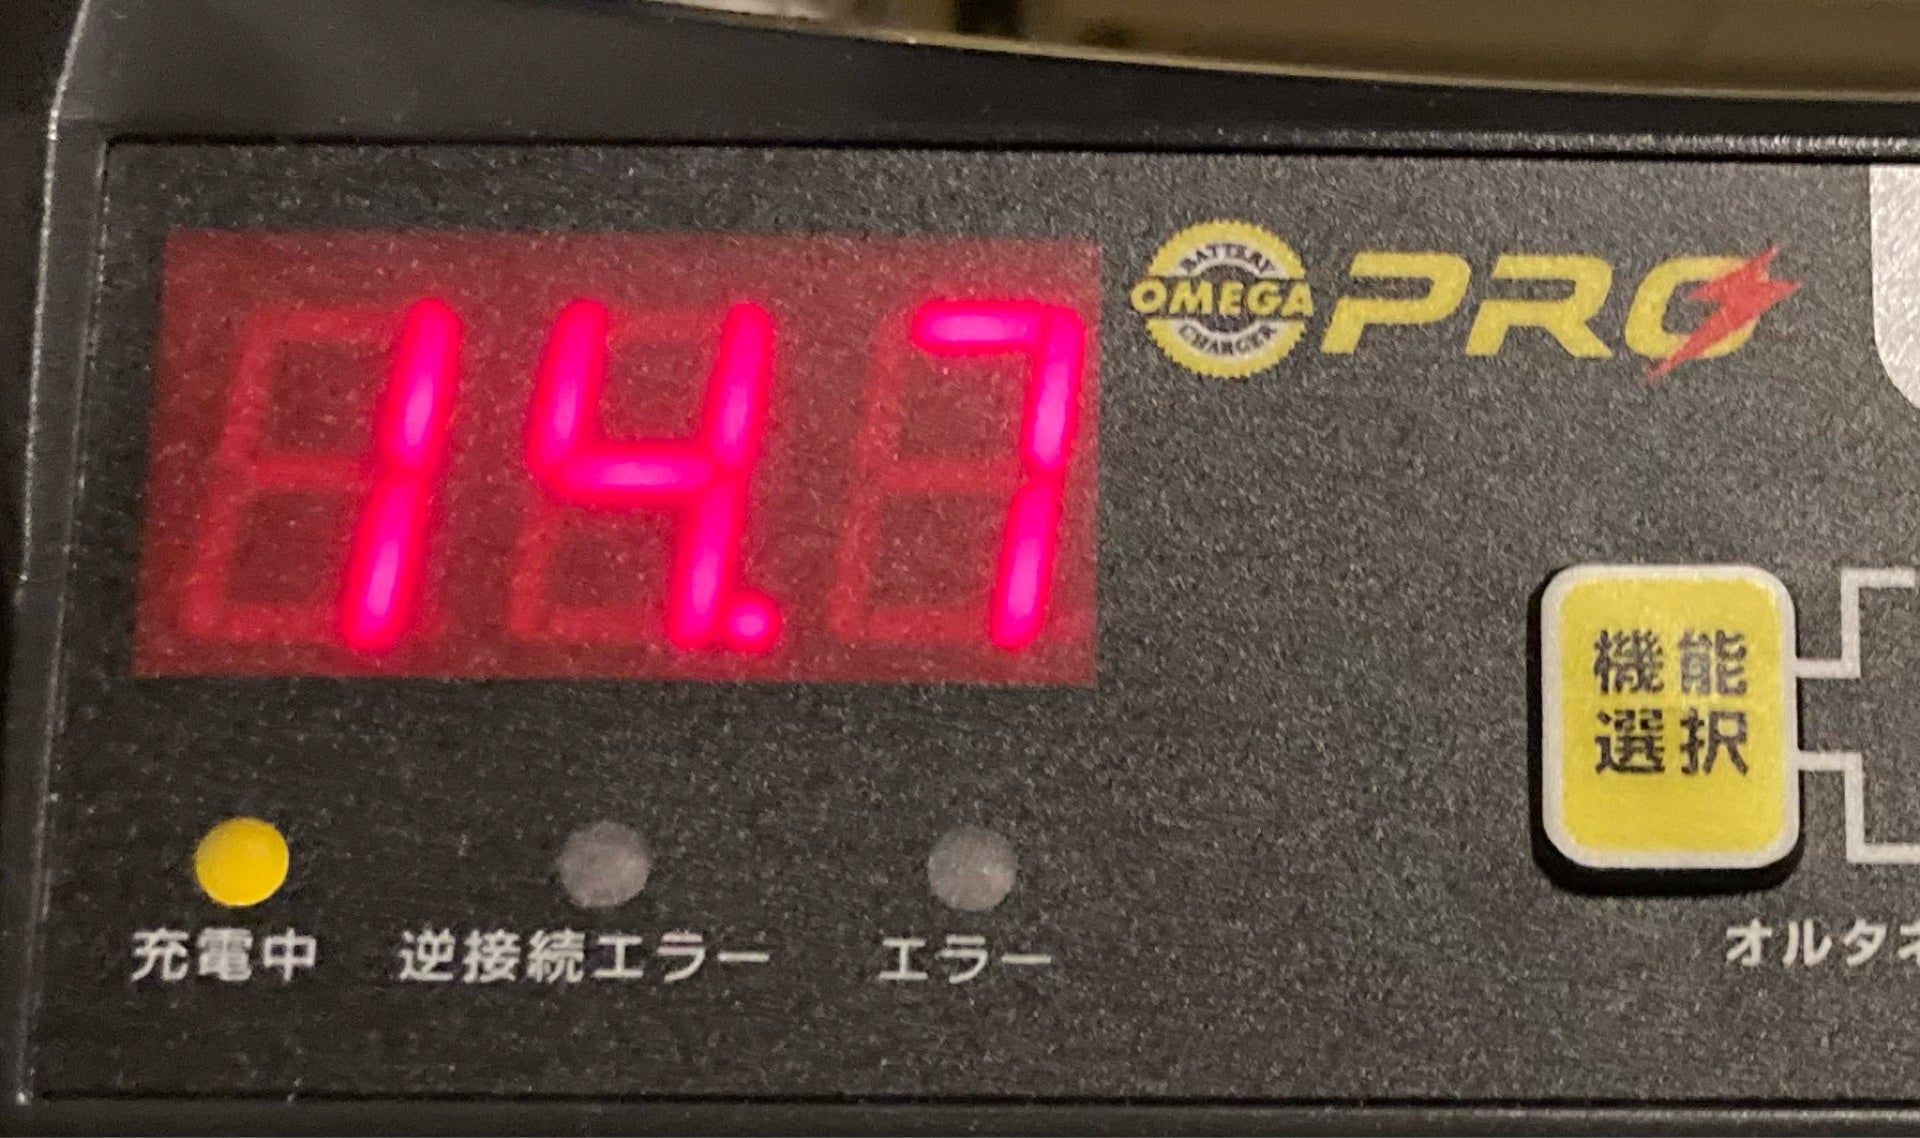 14.7
BATTERY
OMEGA
CHARGER
PRO
機能
選択
充電中
逆接続エラー
エラー
オルタネ